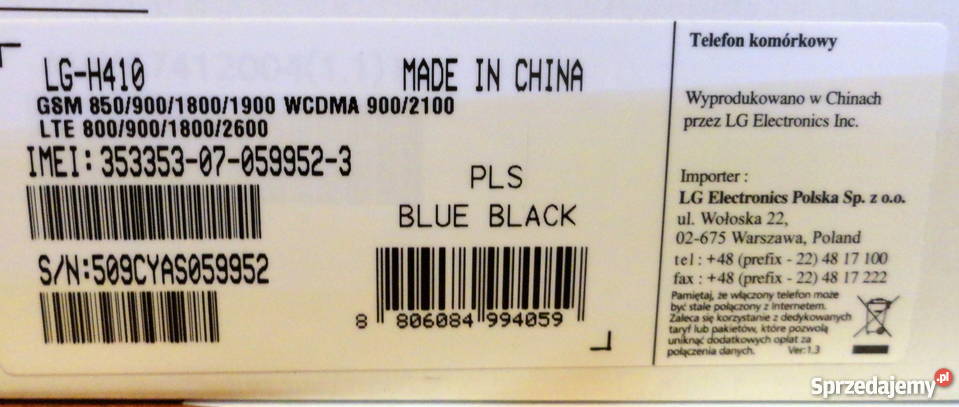 LG-H410
MADE IN CHINA
GSM 850/900/1800/1900 WCDMA 900/2100
LTE 800/900/1800/2600
IMEI: 353353-07-059952-3
PLS
BLUE BLACK
S/N:509CYAS059952
8 806084 994059
Telefon komórkowy
Wyprodukowano w Chinach
przez LG Electronics Inc.
Importer :
LG Electronics Polska Sp. z o.o.
ul. Wołoska 22,
02-675 Warszawa, Poland
tel : +48 (prefix - 22) 48 17 100
fax : +48 (prefix - 22) 48 17 222
Pamiętaj, że włączony telefon może
być stale połączony z Internetem.
Zaleca się korzystanie z dedykowanych
taryf lub pakietów, które pozwolą
uniknąć dodatkowych opłat za
połączenia danych. Ver:1.3
Sprzedajemy.pl